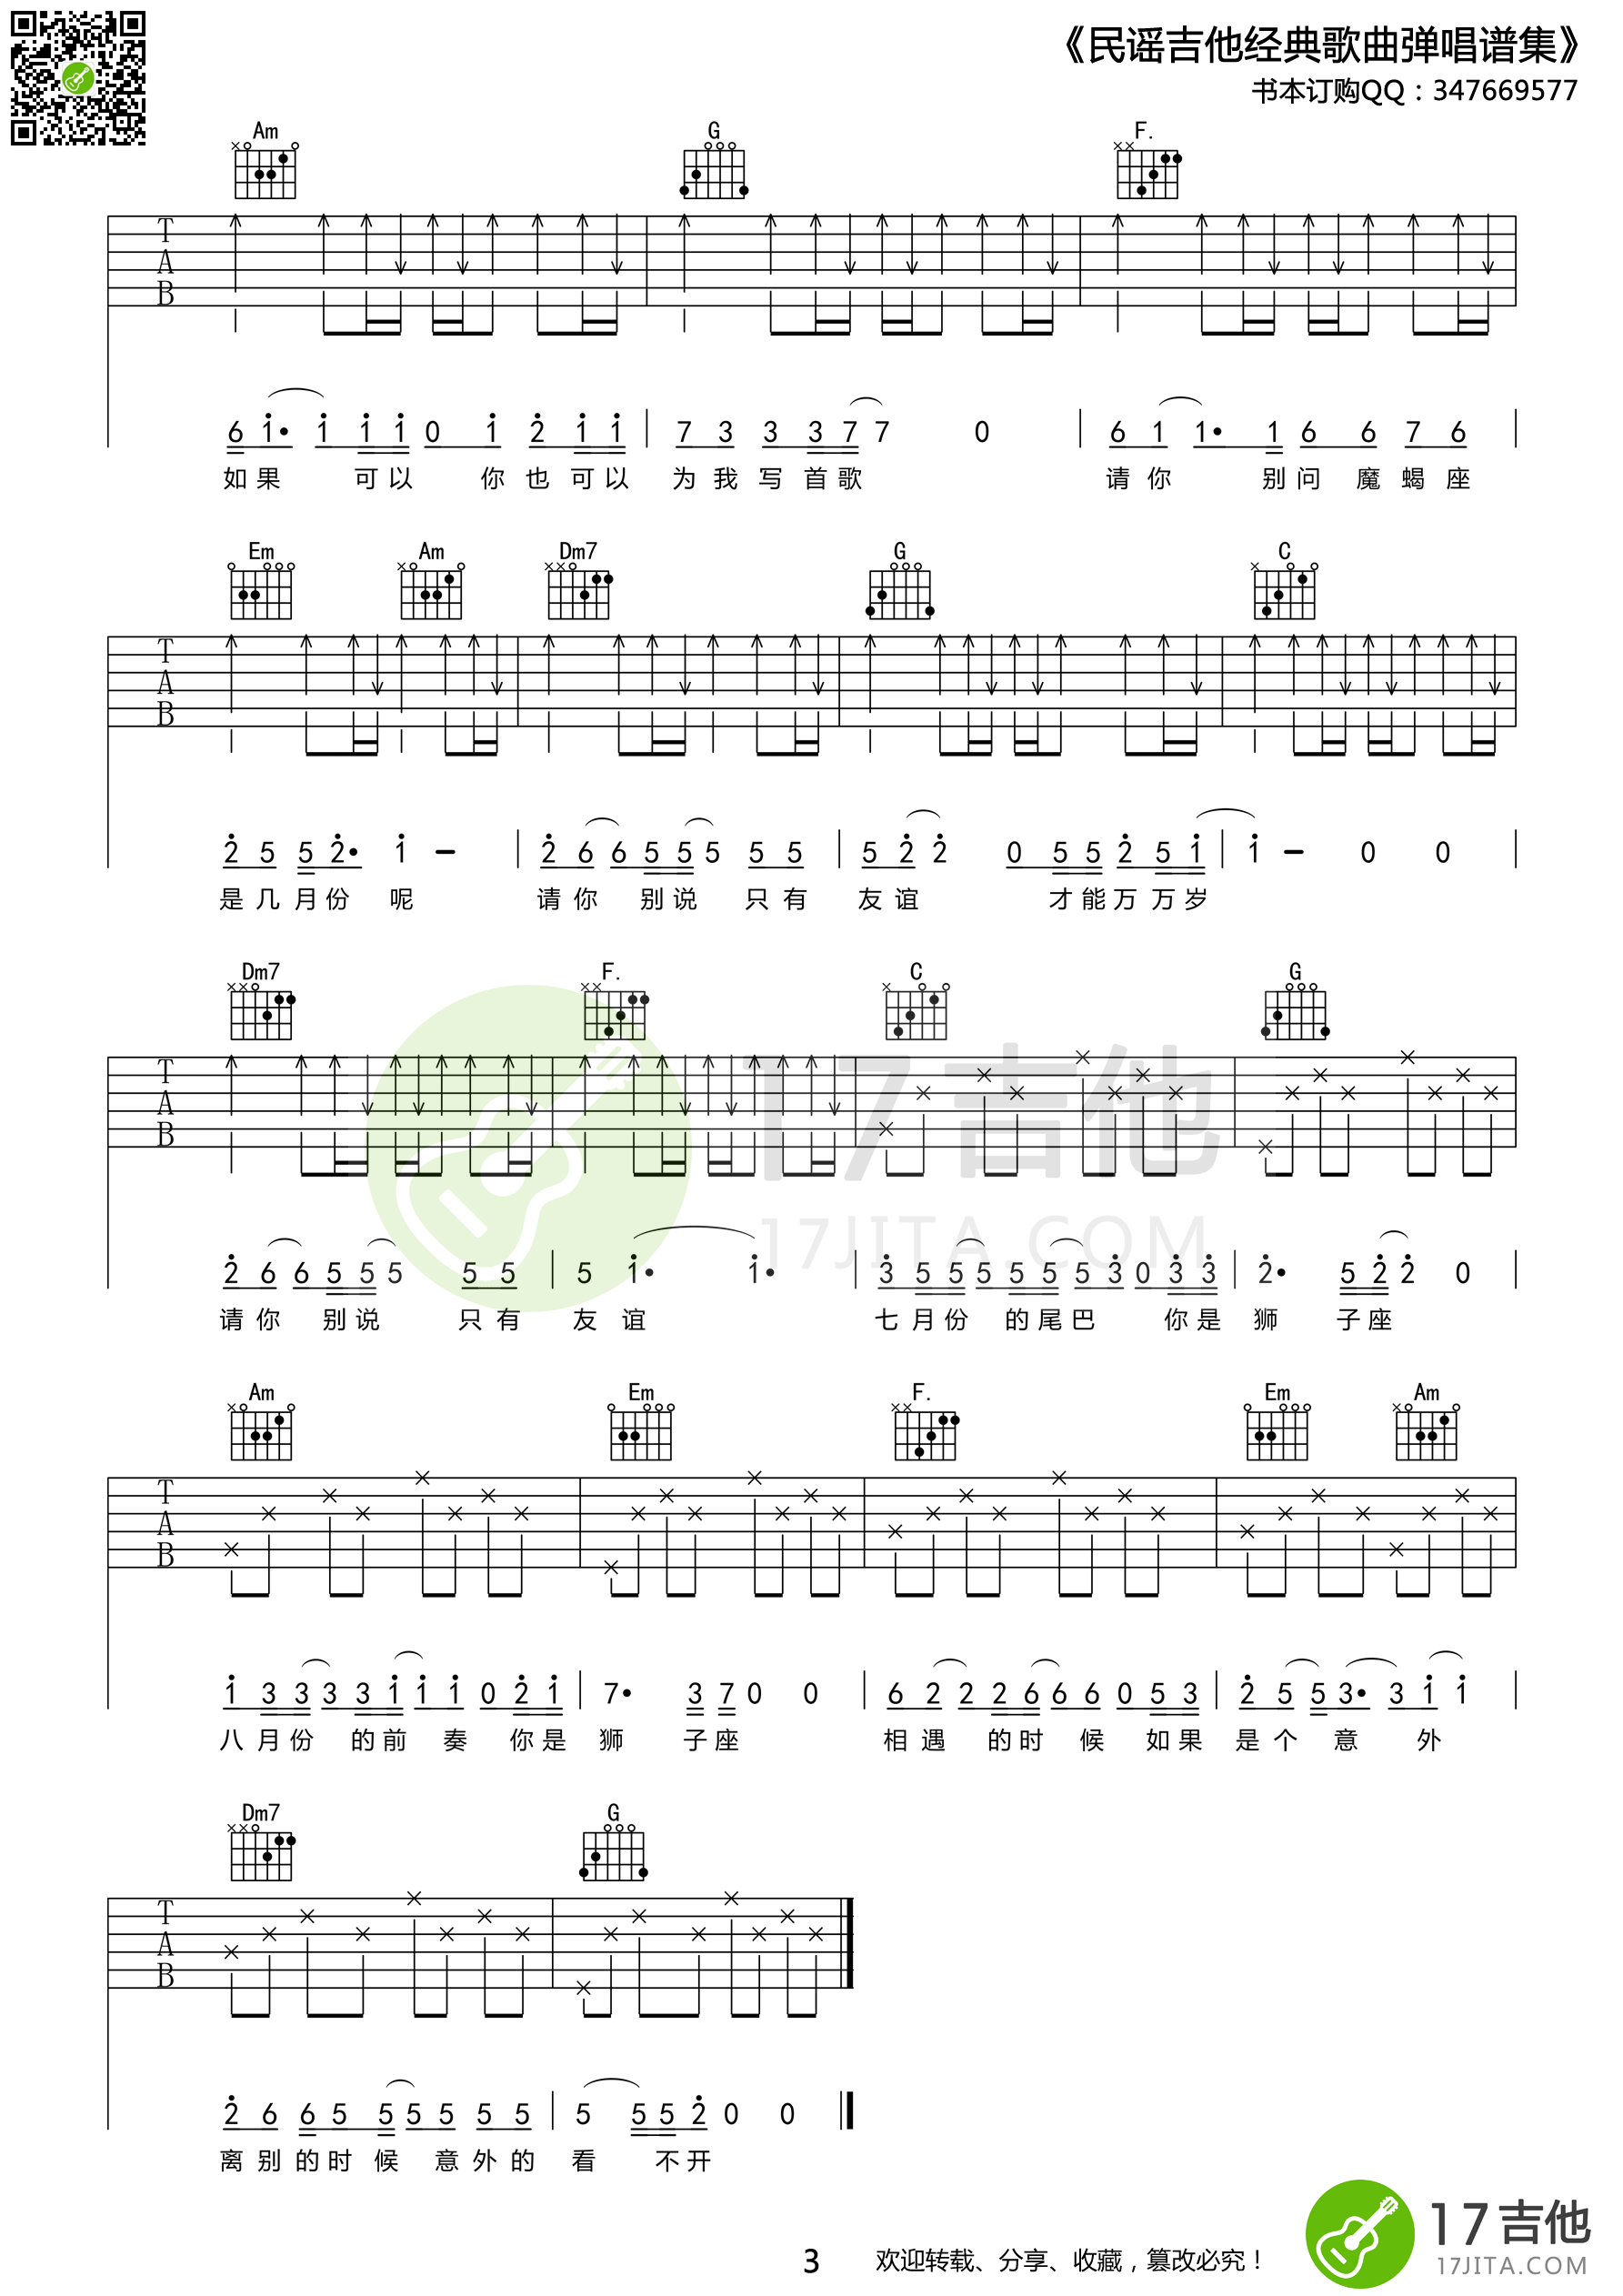 《民谣吉他经典歌曲弹唱谱集》
书本订购QQ：347669577
Am G F.
T
A
B
6 1· 1 1 1 0 1 2 1 1 | 7 3 3 3 7 7 0 | 6 1 1· 1 6 6 7 6 |
如果 可以 你也可以 为我写首歌 请你 别问魔蝎座
Em Am Dm7 G C
T
A
B
2 5 5 2· 1 – | 2 6 6 5 5 5 5 5 | 5 2 2 0 5 5 2 5 1 | 1 – 0 0 |
是几月份呢 请你 别说 只有 友谊 才能万万岁
Dm7 F. C G
T
A
B
2 6 6 5 5 5 5 5 | 5 1· 1· | 3 5 5 5 5 5 5 3 0 3 3 | 2· 5 2 2 0 |
请你 别说 只有 友谊 七月份 的尾巴 你是 狮 子座
Am Em F. Em Am
T
A
B
1 3 3 3 3 1 1 1 0 2 1 | 7· 3 7 0 0 | 6 2 2 2 6 6 6 0 5 3 | 2 5 5 3· 3 1 1 |
八月份 的前 奏 你是 狮 子座 相遇 的时 候 如果 是个 意 外
Dm7 G
T
A
B
2 6 6 5 5 5 5 5 5 | 5 5 5 2 0 0
离别的时候 意外的 看 不开
17吉他
17JITA.COM
3 欢迎转载、分享、收藏，篡改必究！
17吉他
17JITA.COM